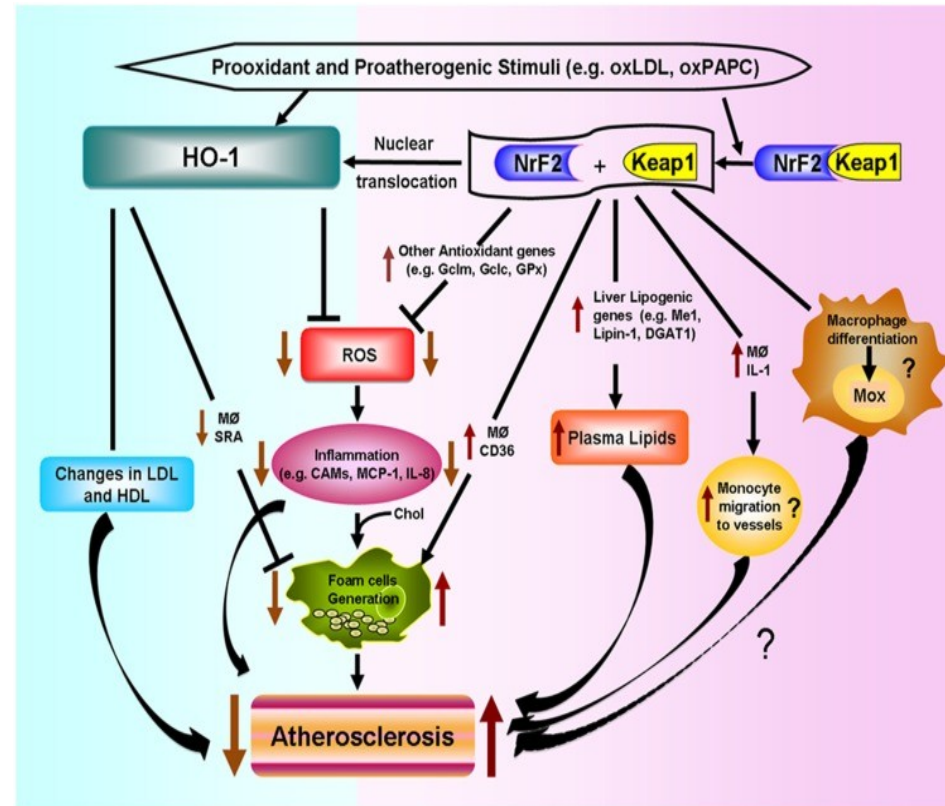 Prooxidant and Proatherogenic Stimuli (e.g. oxLDL, oxPAPC)
HO-1
Nuclear
translocation
NrF2
+
Keap1
NrF2
Keap1
Other Antioxidant genes
(e.g. Gclm, Gclc, GPx)
Liver Lipogenic
genes (e.g. Me1,
Lipin-1, DGAT1)
MØ
IL-1
Macrophage
differentiation
?
Mox
ROS
MØ
SRA
MØ
CD36
Plasma Lipids
Changes in LDL
and HDL
Inflammation
(e.g. CAMs, MCP-1, IL-8)
Monocyte
migration
to vessels
?
Chol
Foam cells
Generation
?
Atherosclerosis